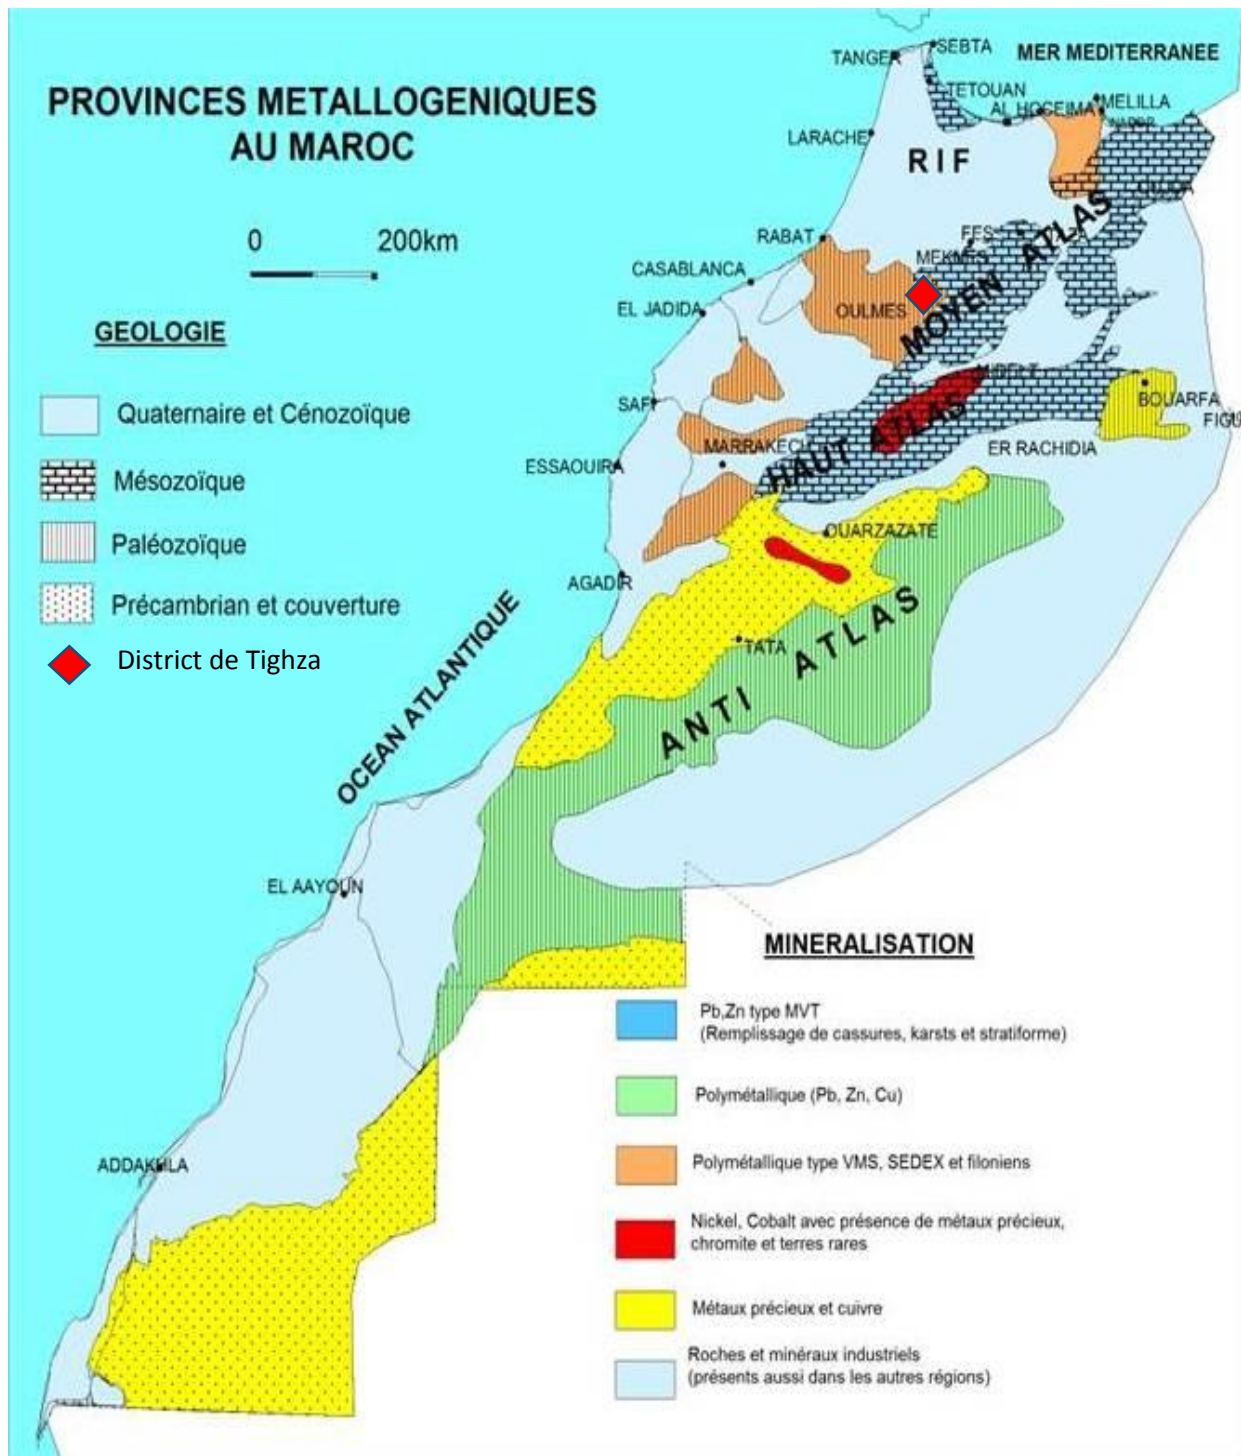 PROVINCES METALLOGENIQUES
AU MAROC
0 200km
GEOLOGIE
Quaternaire et Cénozoïque
Mésozoïque
Paléozoïque
Précambrian et couverture
District de Tighza
MER MEDITERRANEE
TANGER
SEBTA
TETOUAN
AL HOCEIMA
MELILLA
LARACHE
RIF
RABAT
FES
MEKNES
CASABLANCA
EL JADIDA
OULMES
MOYEN ATLAS
SAFI
MARRAKECH
HAUT ATLAS
BOUARFA
FIGU
ER RACHIDIA
ESSAOUIRA
OUARZAZATE
AGADIR
TATA
ANTI ATLAS
OCEAN ATLANTIQUE
EL AAYOUN
ADDAKHLA
MINERALISATION
Pb,Zn type MVT
(Remplissage de cassures, karsts et stratiforme)
Polymétallique (Pb, Zn, Cu)
Polymétallique type VMS, SEDEX et filoniens
Nickel, Cobalt avec présence de métaux précieux,
chromite et terres rares
Métaux précieux et cuivre
Roches et minéraux industriels
(présents aussi dans les autres régions)